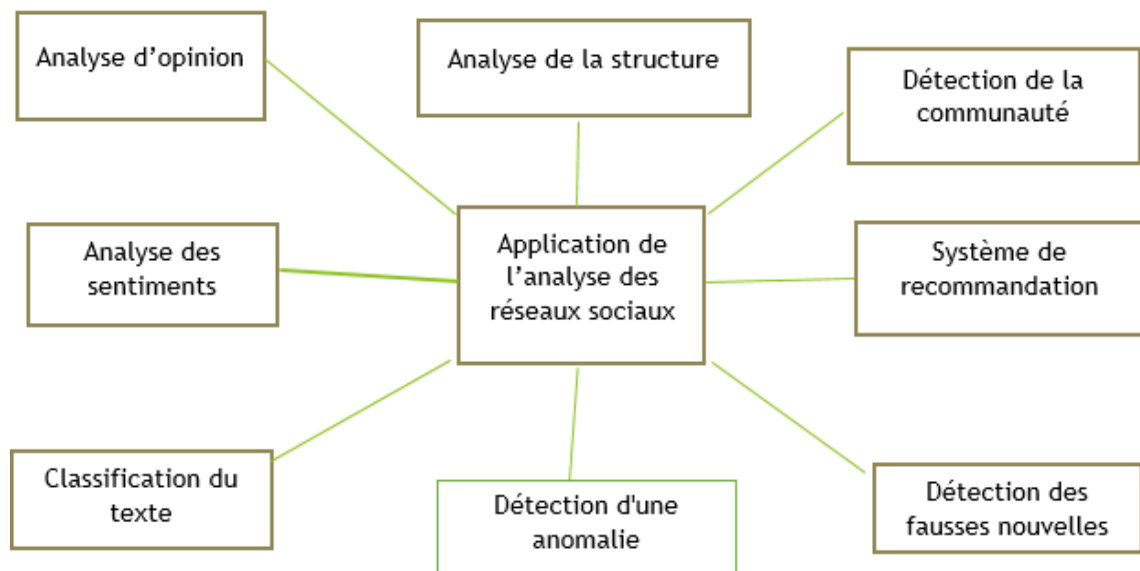 Analyse d’opinion
Analyse de la structure
Détection de la
communauté
Analyse des
sentiments
Application de
l’analyse des
réseaux sociaux
Système de
recommandation
Classification du
texte
Détection d'une
anomalie
Détection des
fausses nouvelles